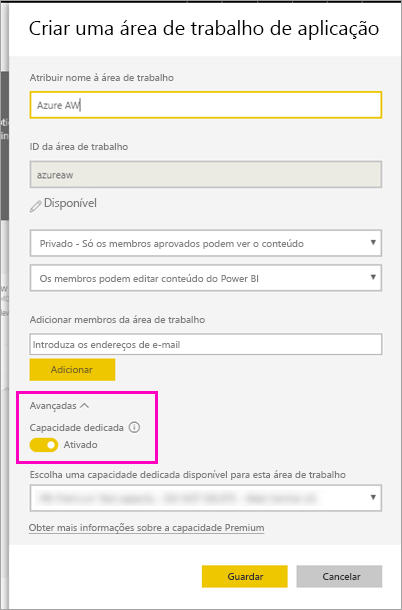 Criar uma área de trabalho de aplicação
Atribuir nome à área de trabalho
Azure AW
ID da área de trabalho
azureaw
Disponível
Privado - Só os membros aprovados podem ver o conteúdo
Os membros podem editar conteúdo do Power BI
Adicionar membros da área de trabalho
Introduza os endereços de e-mail
Adicionar
Avançadas
Capacidade dedicada
Ativado
Escolha uma capacidade dedicada disponível para esta área de trabalho
Obter mais informações sobre a capacidade Premium
Guardar
Cancelar